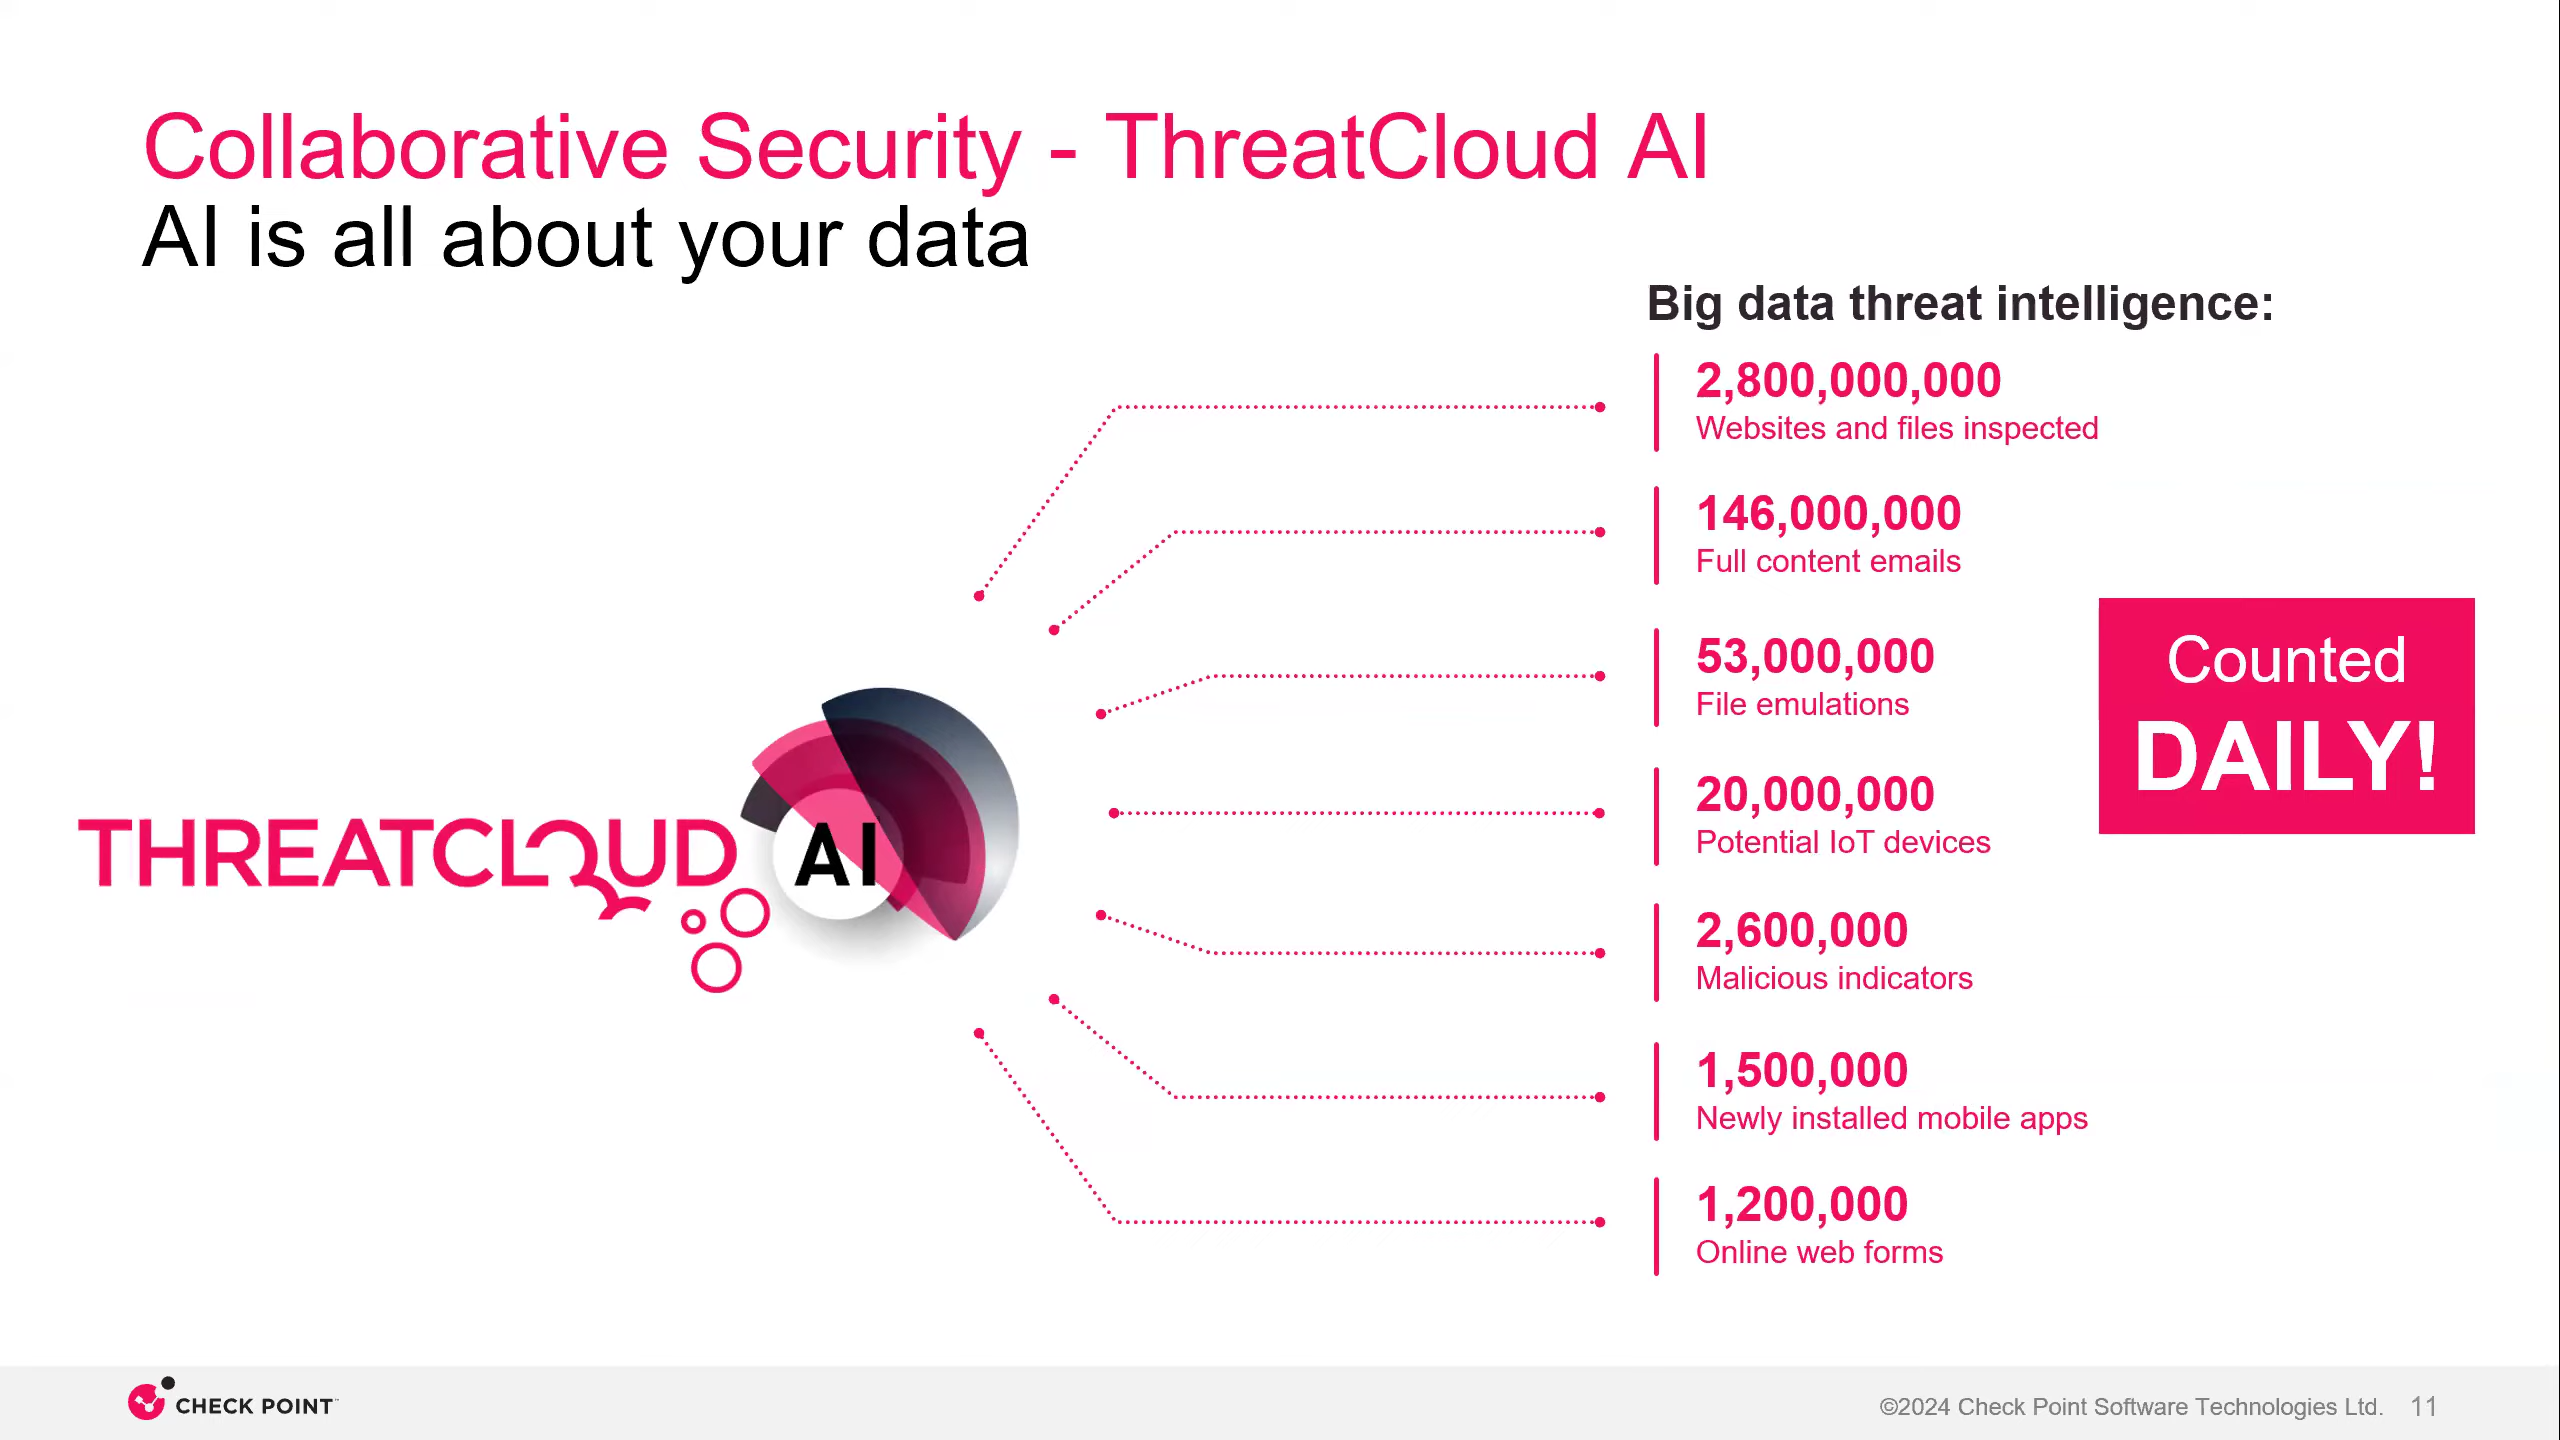 Collaborative Security - ThreatCloud AI
AI is all about your data
Big data threat intelligence:
2,800,000,000
Websites and files inspected
146,000,000
Full content emails
53,000,000
File emulations
20,000,000
Potential IoT devices
2,600,000
Malicious indicators
1,500,000
Newly installed mobile apps
1,200,000
Online web forms
Counted
DAILY!
THREATCLOUD AI
CHECK POINT™
©2024 Check Point Software Technologies Ltd. 11